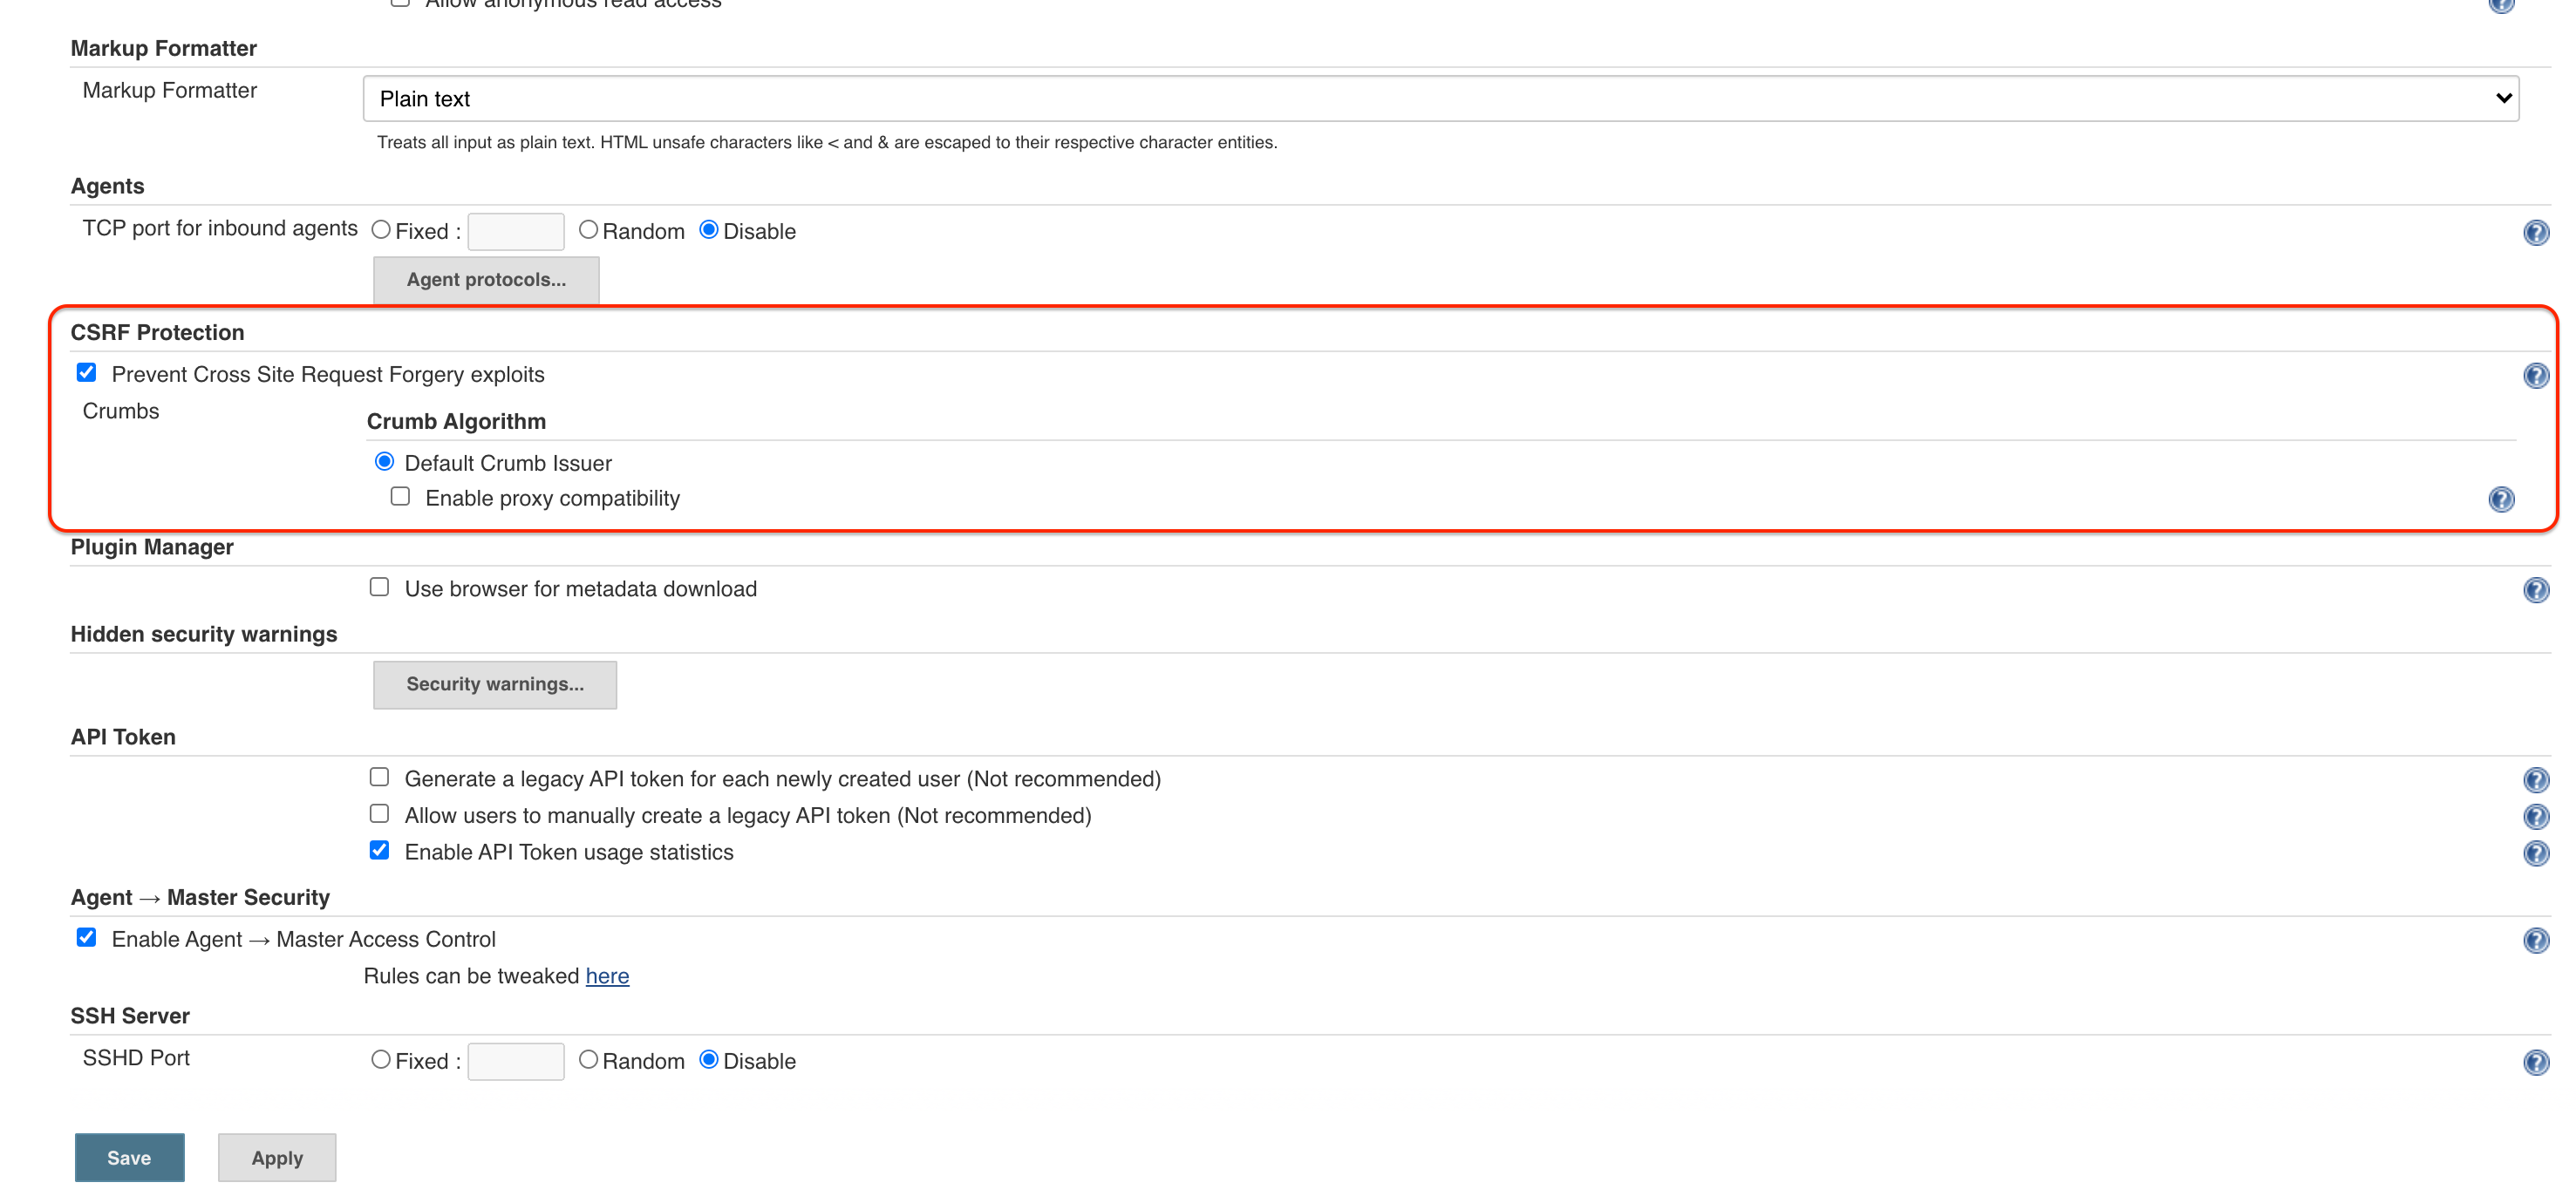 Allow anonymous read access
Markup Formatter
Markup Formatter
Plain text
Treats all input as plain text. HTML unsafe characters like < and & are escaped to their respective character entities.
Agents
TCP port for inbound agents Fixed : Random Disable
Agent protocols...
CSRF Protection
Prevent Cross Site Request Forgery exploits
Crumbs
Crumb Algorithm
Default Crumb Issuer
Enable proxy compatibility
Plugin Manager
Use browser for metadata download
Hidden security warnings
Security warnings...
API Token
Generate a legacy API token for each newly created user (Not recommended)
Allow users to manually create a legacy API token (Not recommended)
Enable API Token usage statistics
Agent → Master Security
Enable Agent → Master Access Control
Rules can be tweaked here
SSH Server
SSHD Port Fixed : Random Disable
Save Apply